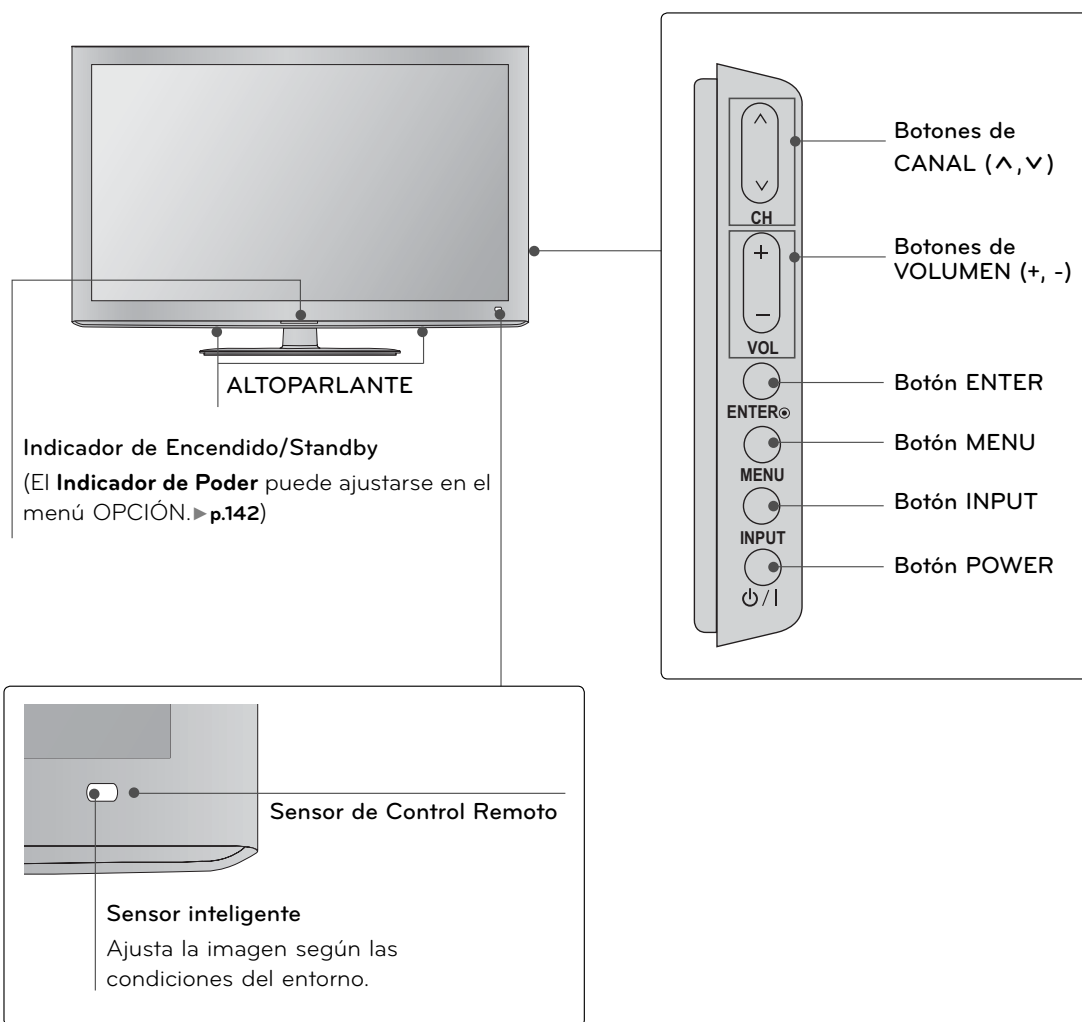 ALTOPARLANTE
Indicador de Encendido/Standby
(El Indicador de Poder puede ajustarse en el
menú OPCIÓN.▶ p.142)
CH
+
−
VOL
ENTER◉
MENU
INPUT
⏻/I
Botones de
CANAL (∧,∨)
Botones de
VOLUMEN (+, -)
Botón ENTER
Botón MENU
Botón INPUT
Botón POWER
Sensor de Control Remoto
Sensor inteligente
Ajusta la imagen según las
condiciones del entorno.